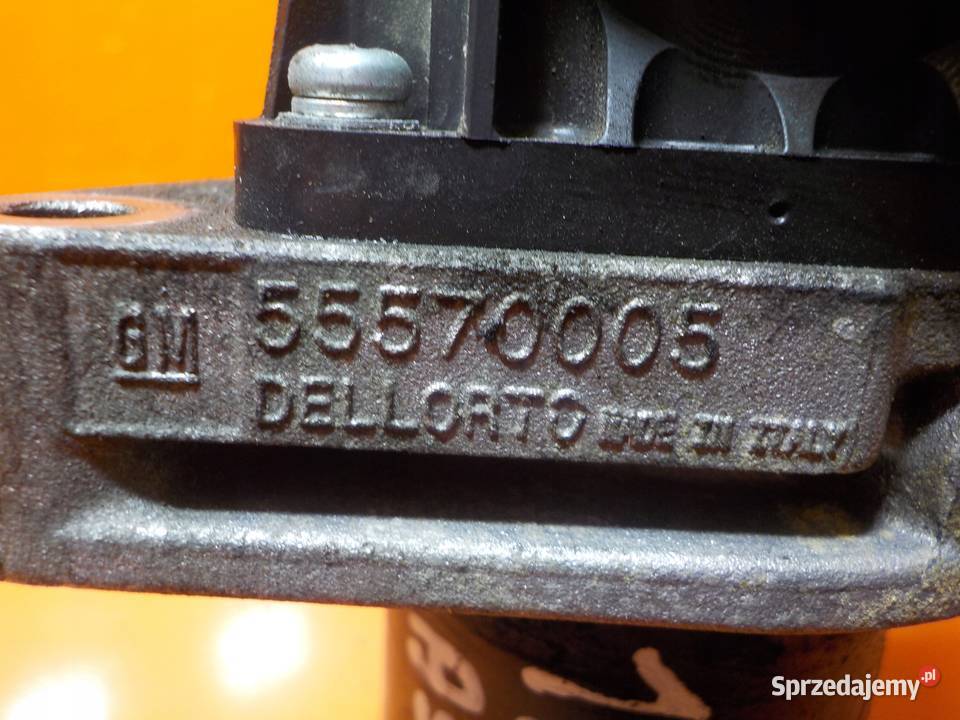 GM 55570005
DELLORTO MADE IN ITALY
Sprzedajemy.pl